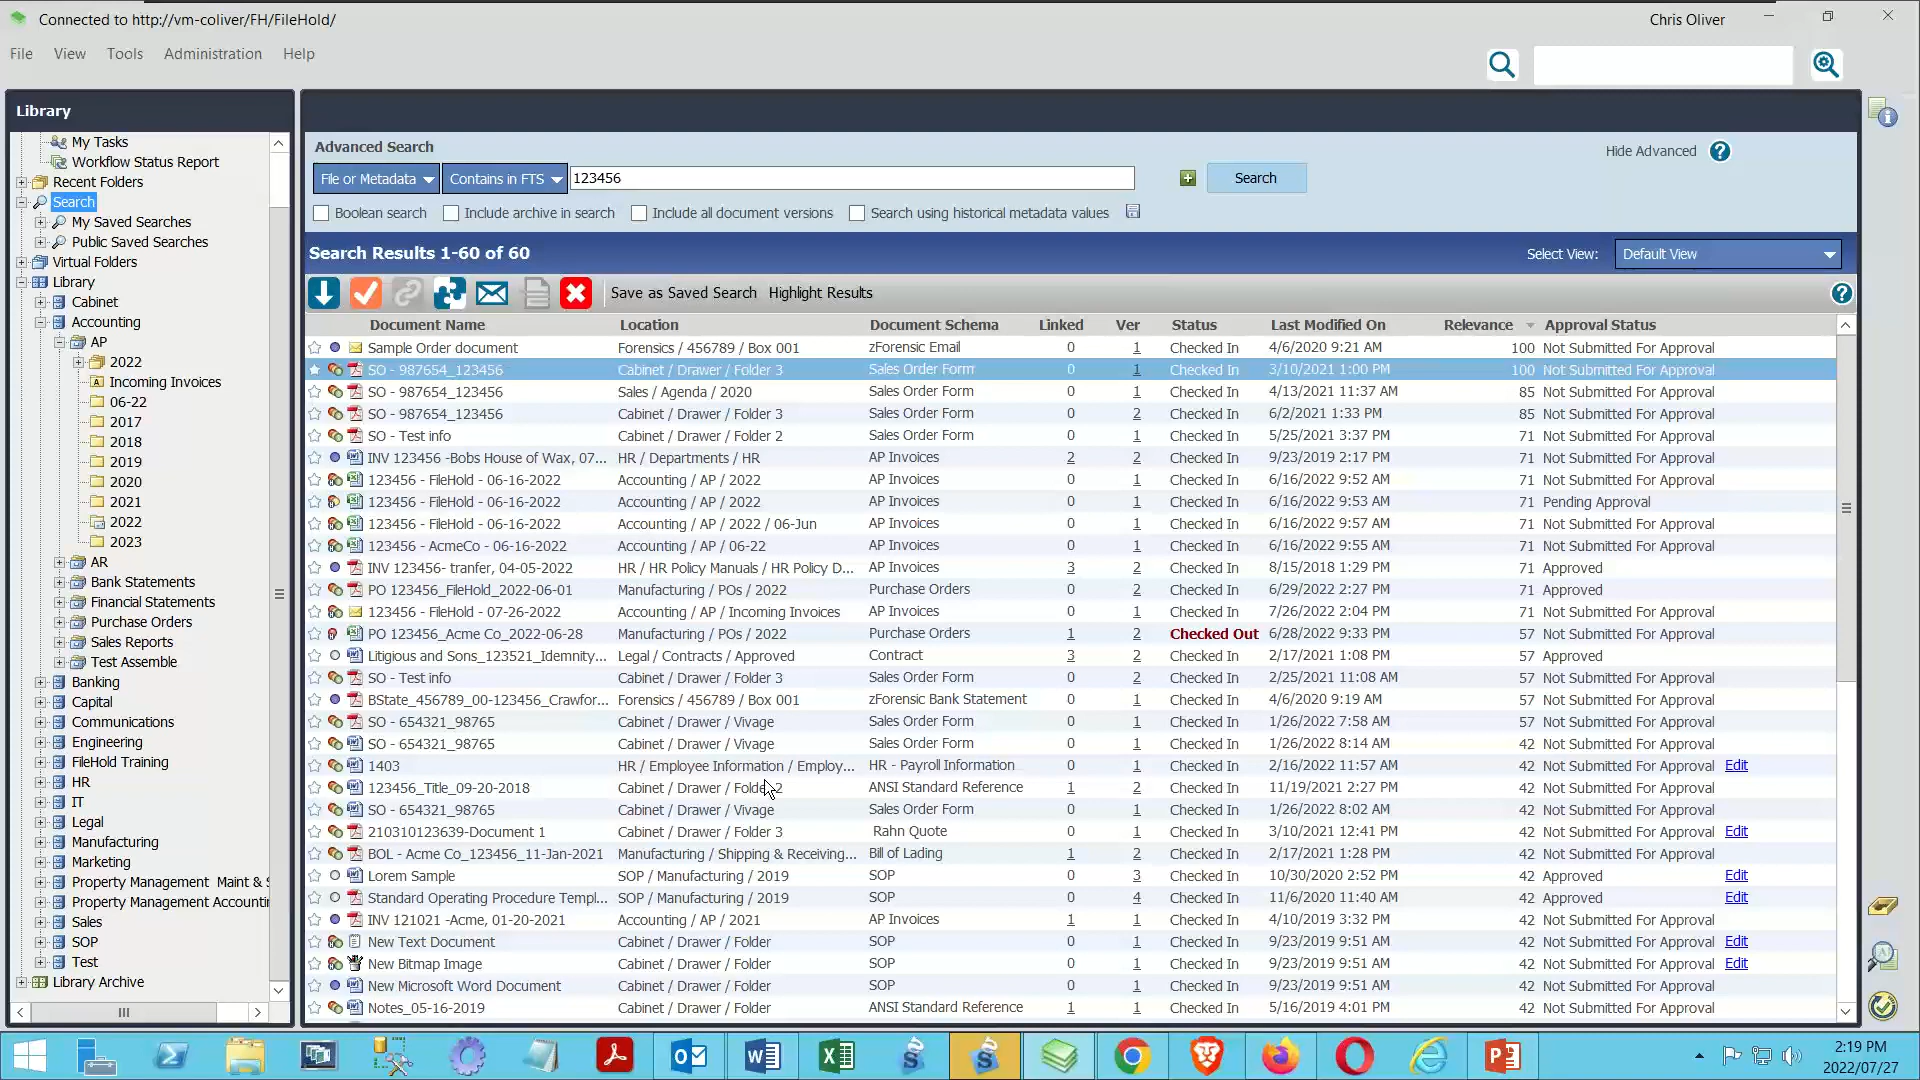 Connected to http://vm-coliver/FH/FileHold/
Chris Oliver
File View Tools Administration Help
Library
My Tasks
Workflow Status Report
Recent Folders
Search
My Saved Searches
Public Saved Searches
Virtual Folders
Library
Cabinet
Accounting
AP
2022
Incoming Invoices
06-22
2017
2018
2019
2020
2021
2022
2023
AR
Bank Statements
Financial Statements
Purchase Orders
Sales Reports
Test Assemble
Banking
Capital
Communications
Engineering
FileHold Training
HR
IT
Legal
Manufacturing
Marketing
Property Management Maint &
Property Management Accountin
Sales
SOP
Test
Library Archive
Advanced Search
Hide Advanced
File or Metadata Contains in FTS 123456 Search
Boolean search Include archive in search Include all document versions Search using historical metadata values
Search Results 1-60 of 60
Select View: Default View
Save as Saved Search Highlight Results
Document Name Location Document Schema Linked Ver Status Last Modified On Relevance Approval Status
Sample Order document Forensics / 456789 / Box 001 zForensic Email 0 1 Checked In 4/6/2020 9:21 AM 100 Not Submitted For Approval
SO - 987654_123456 Cabinet / Drawer / Folder 3 Sales Order Form 0 1 Checked In 3/10/2021 1:00 PM 100 Not Submitted For Approval
SO - 987654_123456 Sales / Agenda / 2020 Sales Order Form 0 1 Checked In 4/13/2021 11:37 AM 85 Not Submitted For Approval
SO - 987654_123456 Cabinet / Drawer / Folder 3 Sales Order Form 0 2 Checked In 6/2/2021 1:33 PM 85 Not Submitted For Approval
SO - Test info Cabinet / Drawer / Folder 2 Sales Order Form 0 1 Checked In 5/25/2021 3:37 PM 71 Not Submitted For Approval
INV 123456 -Bobs House of Wax, 07... HR / Departments / HR AP Invoices 2 2 Checked In 9/23/2019 2:17 PM 71 Not Submitted For Approval
123456 - FileHold - 06-16-2022 Accounting / AP / 2022 AP Invoices 0 1 Checked In 6/16/2022 9:52 AM 71 Not Submitted For Approval
123456 - FileHold - 06-16-2022 Accounting / AP / 2022 AP Invoices 0 1 Checked In 6/16/2022 9:53 AM 71 Pending Approval
123456 - FileHold - 06-16-2022 Accounting / AP / 2022 / 06-Jun AP Invoices 0 1 Checked In 6/16/2022 9:57 AM 71 Not Submitted For Approval
123456 - AcmeCo - 06-16-2022 Accounting / AP / 06-22 AP Invoices 0 1 Checked In 6/16/2022 9:55 AM 71 Not Submitted For Approval
INV 123456- tranfer, 04-05-2022 HR / HR Policy Manuals / HR Policy D... AP Invoices 3 2 Checked In 8/15/2018 1:29 PM 71 Approved
PO 123456_FileHold_2022-06-01 Manufacturing / POs / 2022 Purchase Orders 0 2 Checked In 6/29/2022 2:27 PM 71 Approved
123456 - FileHold - 07-26-2022 Accounting / AP / Incoming Invoices AP Invoices 0 1 Checked In 7/26/2022 2:04 PM 71 Not Submitted For Approval
PO 123456_Acme Co_2022-06-28 Manufacturing / POs / 2022 Purchase Orders 1 2 Checked Out 6/28/2022 9:33 PM 57 Not Submitted For Approval
Litigious and Sons_123521_Idemnity... Legal / Contracts / Approved Contract 3 2 Checked In 2/17/2021 1:08 PM 57 Approved
SO - Test info Cabinet / Drawer / Folder 3 Sales Order Form 0 2 Checked In 2/25/2021 11:08 AM 57 Not Submitted For Approval
BState_456789_00-123456_Crawfor... Forensics / 456789 / Box 001 zForensic Bank Statement 0 1 Checked In 4/6/2020 9:19 AM 57 Not Submitted For Approval
SO - 654321_98765 Cabinet / Drawer / Vivage Sales Order Form 0 1 Checked In 1/26/2022 7:58 AM 57 Not Submitted For Approval
SO - 654321_98765 Cabinet / Drawer / Vivage Sales Order Form 0 1 Checked In 1/26/2022 8:14 AM 42 Not Submitted For Approval
1403 HR / Employee Information / Employ... HR - Payroll Information 0 1 Checked In 2/16/2022 11:57 AM 42 Not Submitted For Approval Edit
123456_Title_09-20-2018 Cabinet / Drawer / Folder 2 ANSI Standard Reference 1 2 Checked In 11/19/2021 2:27 PM 42 Not Submitted For Approval
SO - 654321_98765 Cabinet / Drawer / Vivage Sales Order Form 0 1 Checked In 1/26/2022 8:02 AM 42 Not Submitted For Approval
210310123639-Document 1 Cabinet / Drawer / Folder 3 Rahn Quote 0 1 Checked In 3/10/2021 12:41 PM 42 Not Submitted For Approval Edit
BOL - Acme Co_123456_11-Jan-2021 Manufacturing / Shipping & Receiving... Bill of Lading 1 2 Checked In 2/17/2021 1:28 PM 42 Not Submitted For Approval
Lorem Sample SOP / Manufacturing / 2019 SOP 0 3 Checked In 10/30/2020 2:52 PM 42 Approved Edit
Standard Operating Procedure Templ... SOP / Manufacturing / 2019 SOP 0 4 Checked In 11/6/2020 11:40 AM 42 Approved Edit
INV 121021 -Acme, 01-20-2021 Accounting / AP / 2021 AP Invoices 1 1 Checked In 4/10/2019 3:32 PM 42 Not Submitted For Approval
New Text Document Cabinet / Drawer / Folder SOP 0 1 Checked In 9/23/2019 9:51 AM 42 Not Submitted For Approval Edit
New Bitmap Image Cabinet / Drawer / Folder SOP 0 1 Checked In 9/23/2019 9:51 AM 42 Not Submitted For Approval Edit
New Microsoft Word Document Cabinet / Drawer / Folder SOP 0 1 Checked In 9/23/2019 9:51 AM 42 Not Submitted For Approval
Notes_05-16-2019 Cabinet / Drawer / Folder ANSI Standard Reference 1 1 Checked In 5/16/2019 4:01 PM 42 Not Submitted For Approval
2:19 PM
2022/07/27